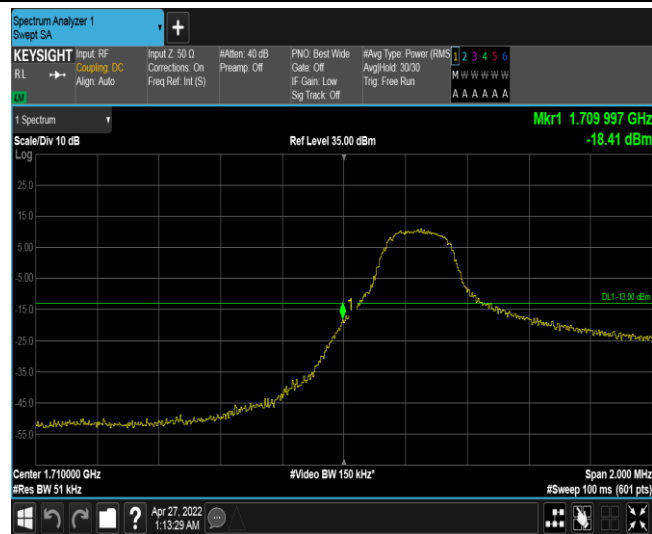 Spectrum Analyzer 1
Swept SA
+
KEYSIGHT
RL
Input: RF
Coupling: DC
Align: Auto
Input Z: 50 Ω
Corrections: On
Freq Ref: Int (S)
#Atten: 40 dB
Preamp: Off
PNO: Best Wide
Gate: Off
IF Gain: Low
Sig Track: Off
#Avg Type: Power (RMS
Avg|Hold: 30/30
Trig: Free Run
1 2 3 4 5 6
M W W W W W
A A A A A A
1 Spectrum
Scale/Div 10 dB
Ref Level 35.00 dBm
Mkr1 1.709 997 GHz
-18.41 dBm
Log
25.0
15.0
5.00
-5.00
-15.0
-25.0
-35.0
-45.0
-55.0
1
DL1 -13.00 dBm
Center 1.710000 GHz
#Res BW 51 kHz
#Video BW 150 kHz*
Span 2.000 MHz
#Sweep 100 ms (601 pts)
?
Apr 27, 2022
1:13:29 AM